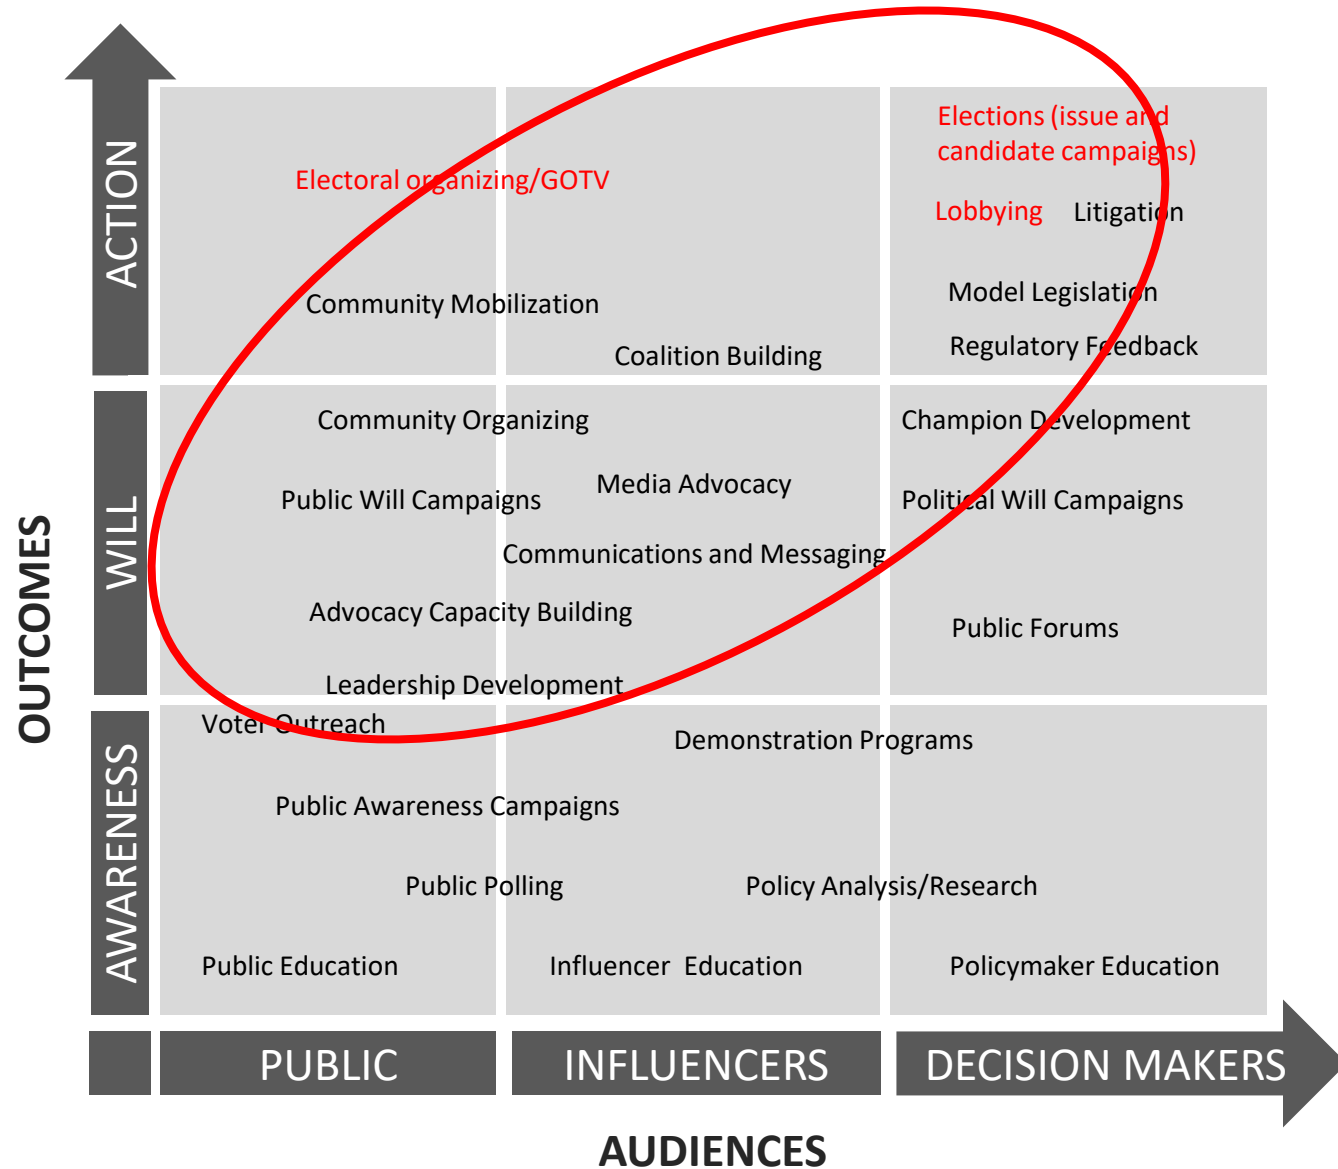 Elections (issue and
candidate campaigns)
Electoral organizing/GOTV
Lobbying
Litigation
Model Legislation
Community Mobilization
Regulatory Feedback
Coalition Building
ACTION
Community Organizing
Champion Development
Media Advocacy
Public Will Campaigns
Political Will Campaigns
Communications and Messaging
Advocacy Capacity Building
Public Forums
Leadership Development
WILL
OUTCOMES
Voter Outreach
Demonstration Programs
Public Awareness Campaigns
Public Polling
Policy Analysis/Research
Public Education
Influencer Education
Policymaker Education
AWARENESS
PUBLIC
INFLUENCERS
DECISION MAKERS
AUDIENCES